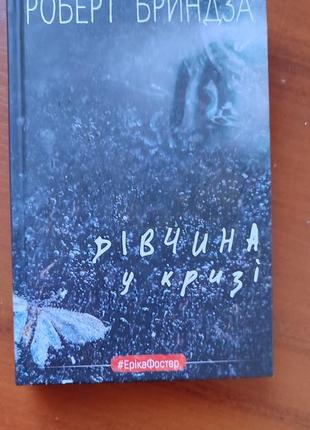 РОБЕРТ БРИНДЗА
ДІВЧИНА
у кризі
#ЕрікаФостер